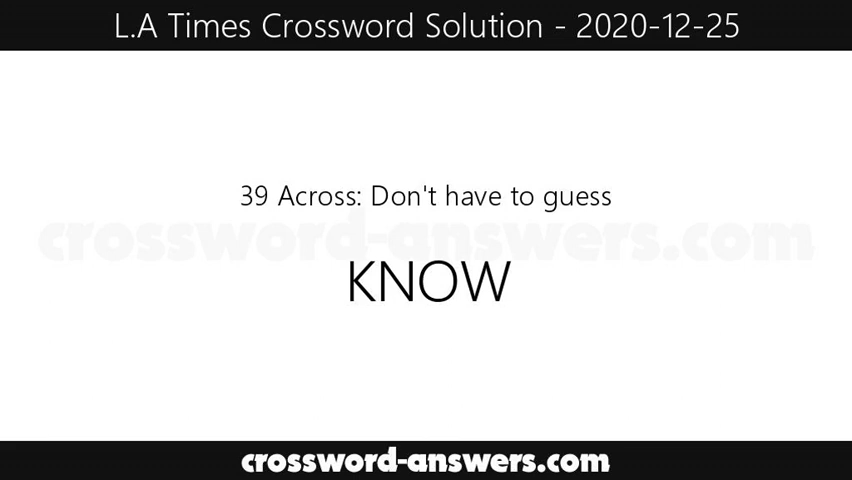 L.A Times Crossword Solution - 2020-12-25
39 Across: Don't have to guess
crossword-answers.com
KNOW
crossword-answers.com